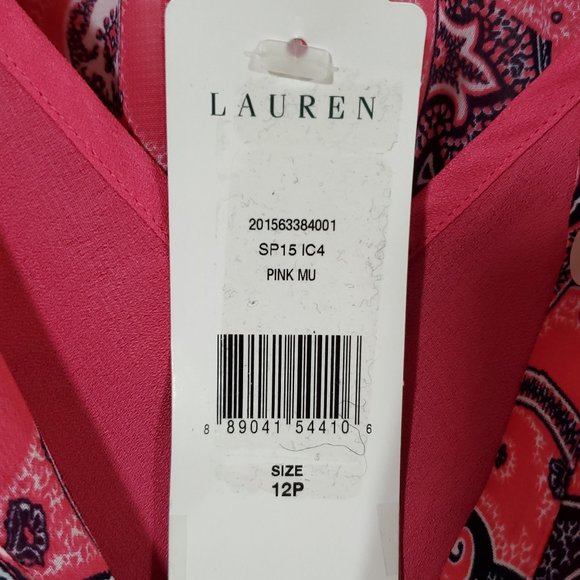 LAUREN
201563384001
SP15 IC4
PINK MU
8 89041 54410 6
SIZE
12P